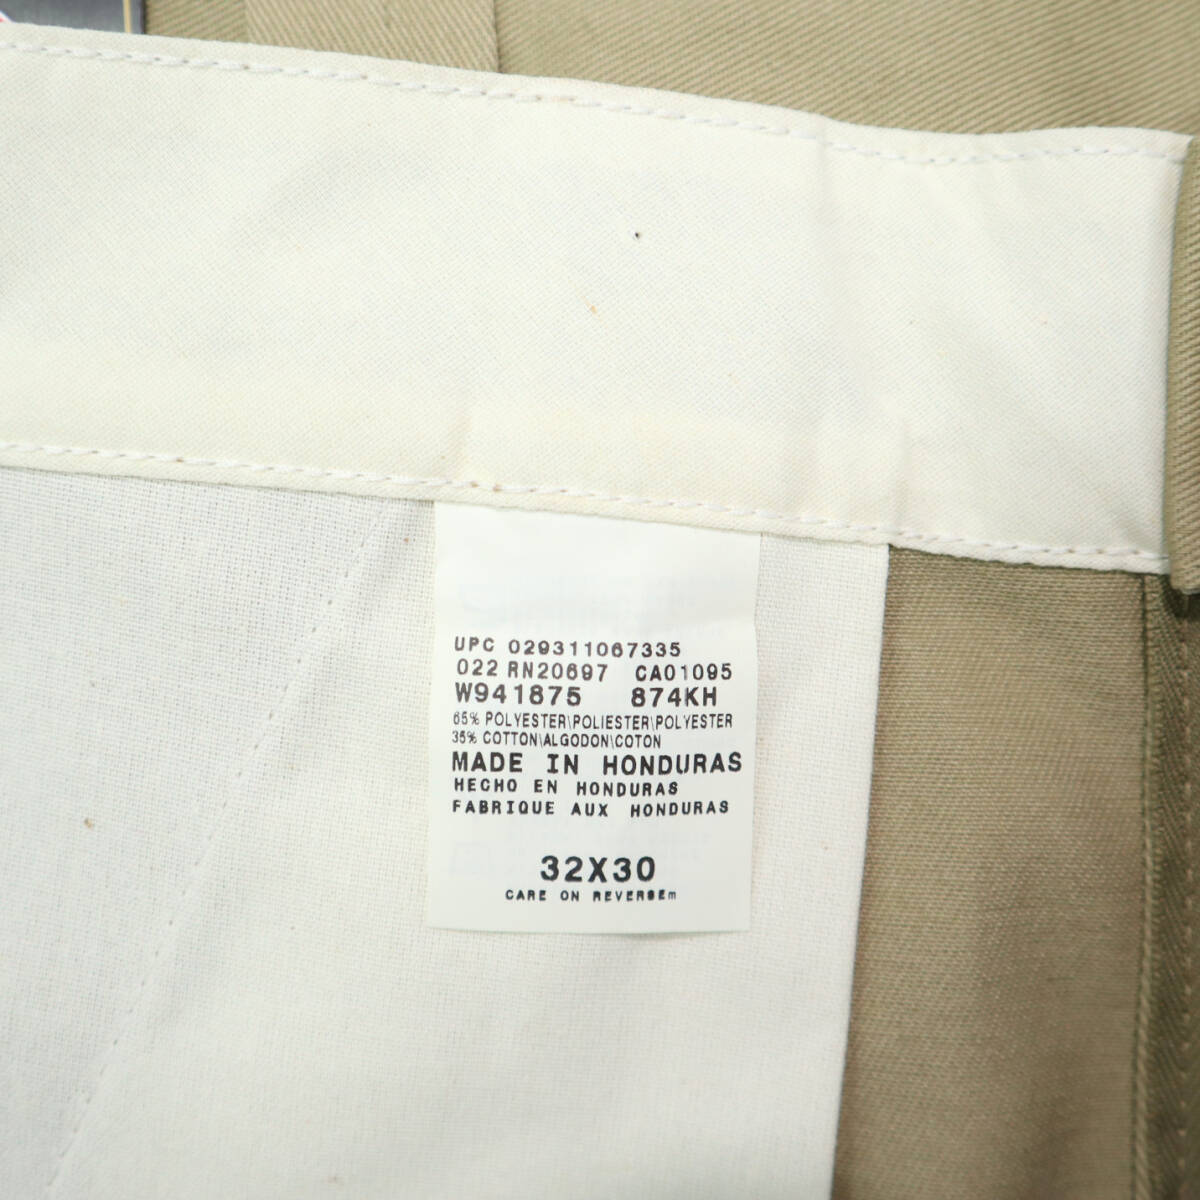 UPC 029311067335
022 RN20697 CA01095
W941875 874KH
65% POLYESTER\POLIESTER\POLYESTER
35% COTTON\ALGODON\COTON
MADE IN HONDURAS
HECHO EN HONDURAS
FABRIQUE AUX HONDURAS
32X30
CARE ON REVERSEm